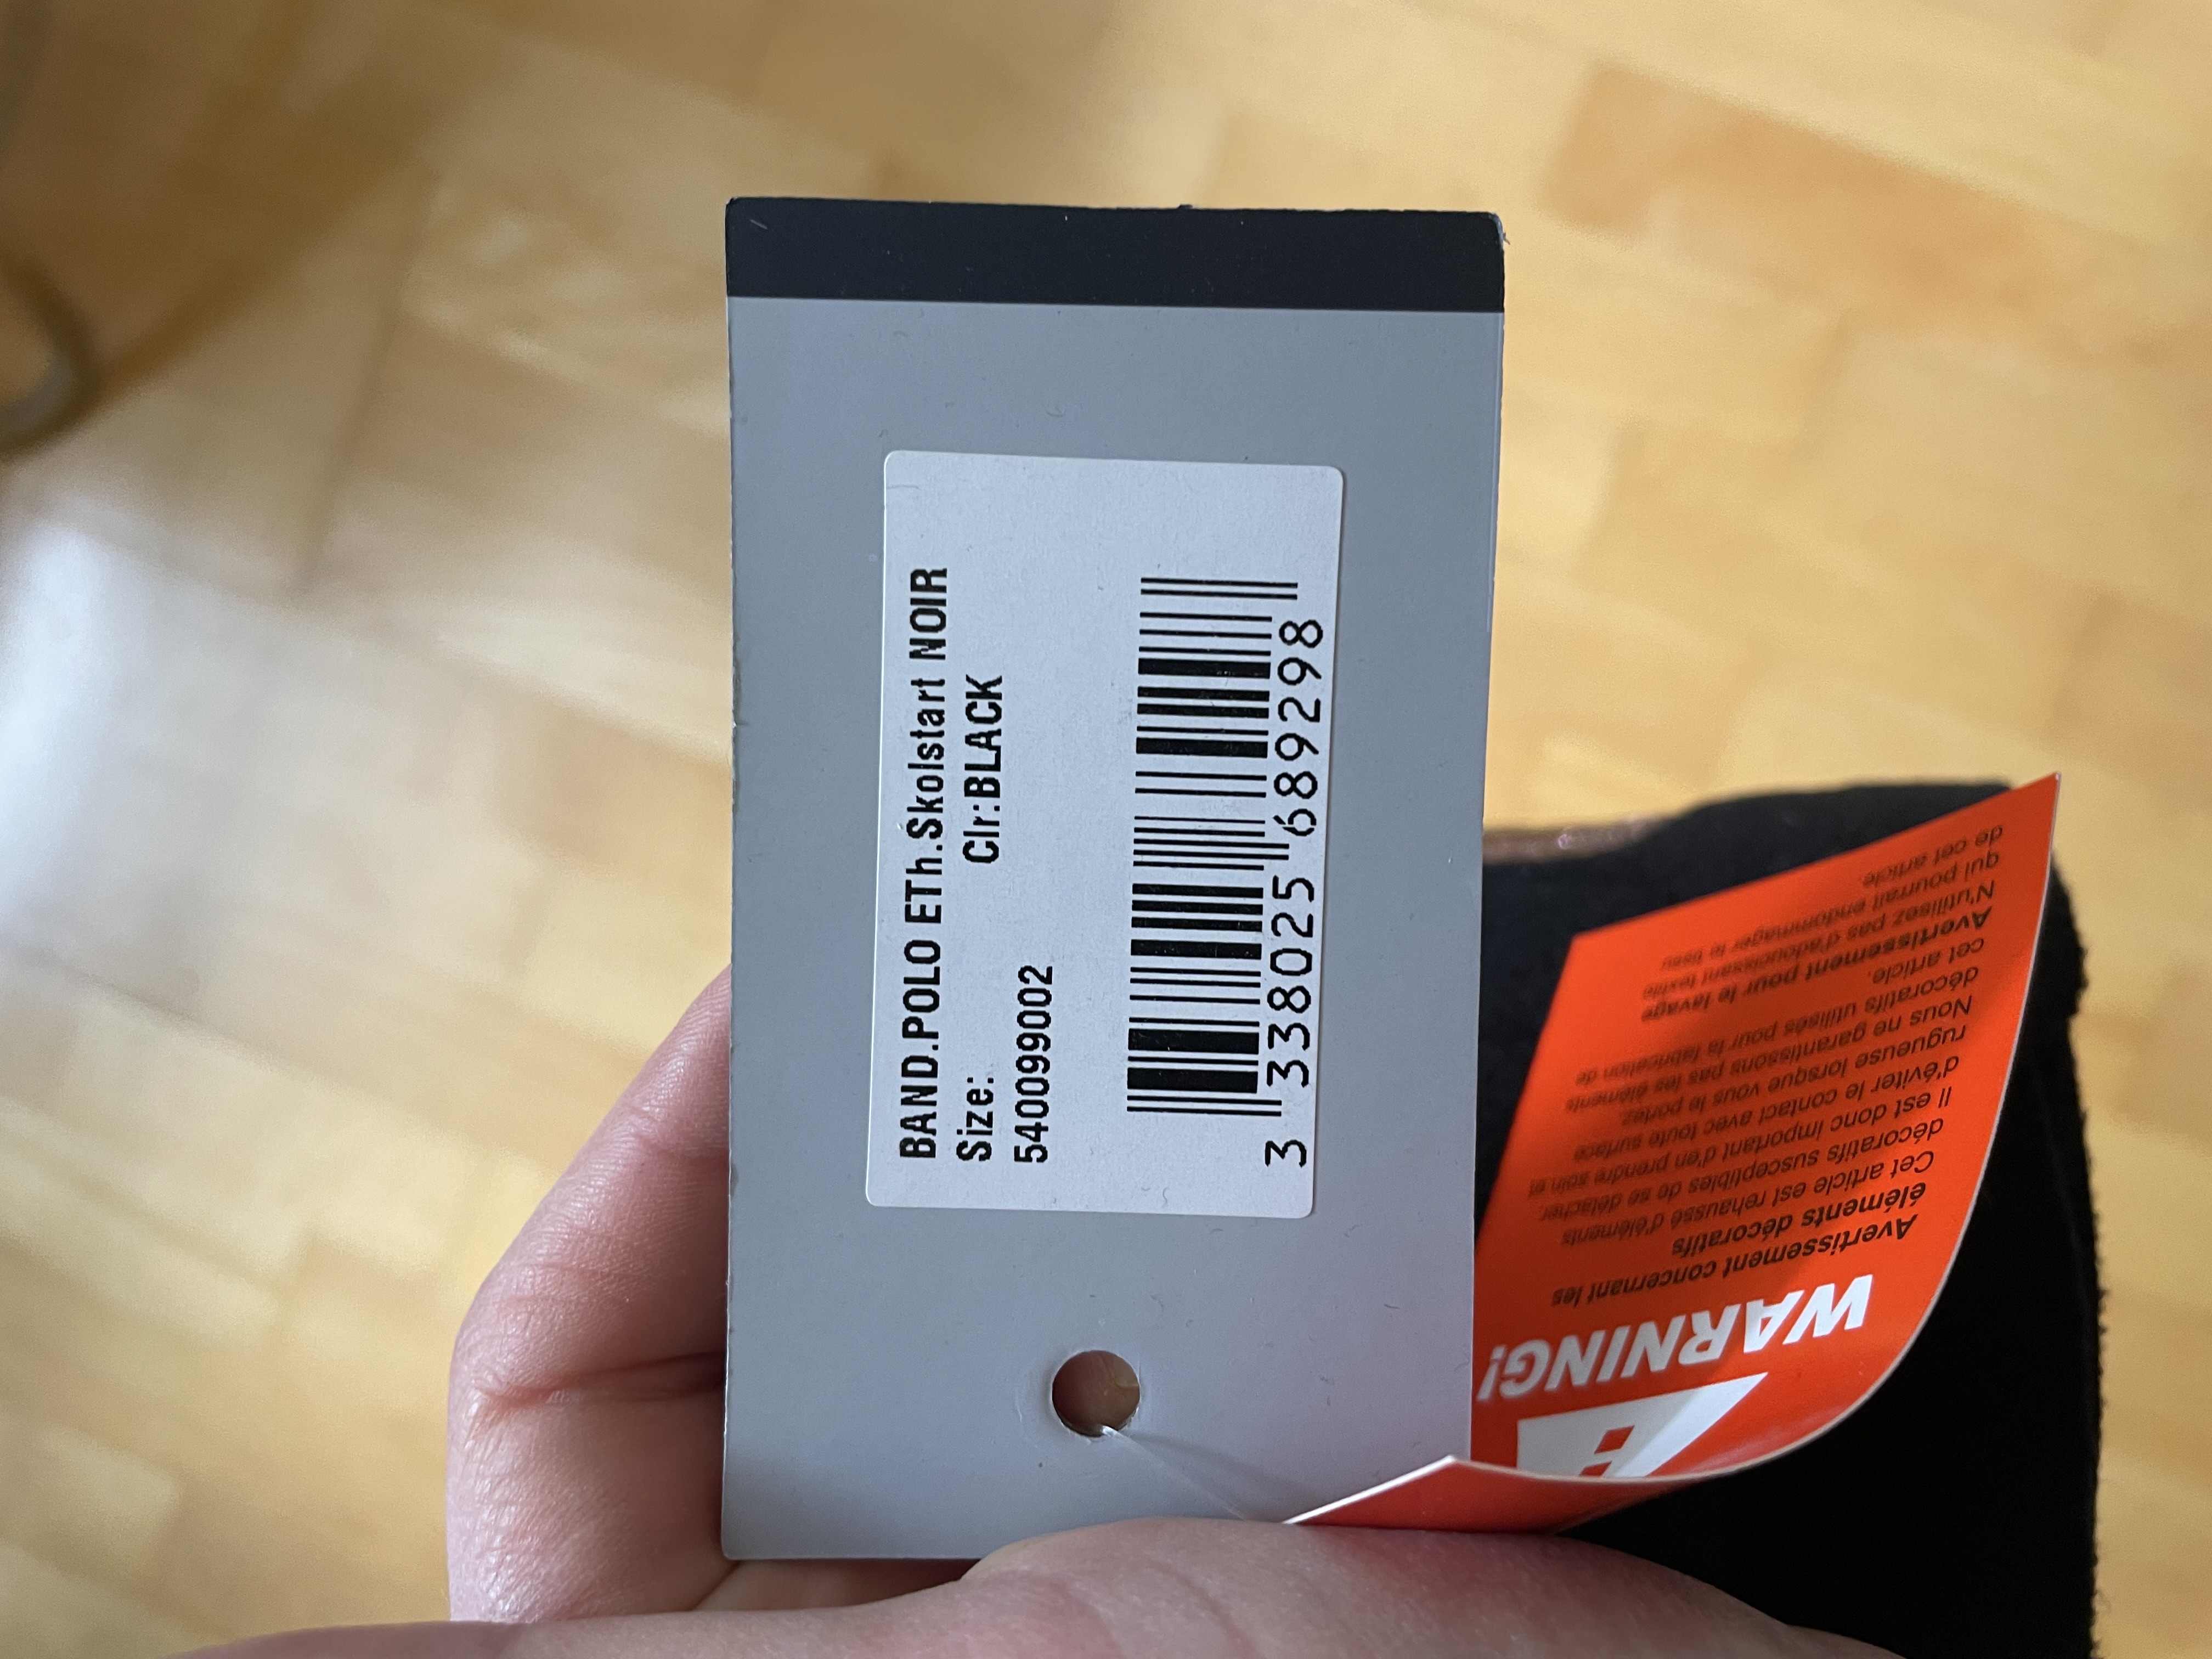 BAND.POLO ETh.Skolstart NOIR
Size: Clr:BLACK
540099002
3 338025 689298
WARNING!
Avertissement concernant les
éléments décoratifs
Cet article est rehaussé d'éléments
décoratifs susceptibles de se détacher.
Il est donc important d'en prendre soin et
d'éviter le contact avec toute surface
rugueuse lorsque vous le portez.
Nous ne garantissons pas les éléments
décoratifs utilisés pour la fabrication de
cet article.
Avertissement pour le lavage
N'utilisez pas d'adoucissant textile
qui pourrait endommager le tissu
de cet article.